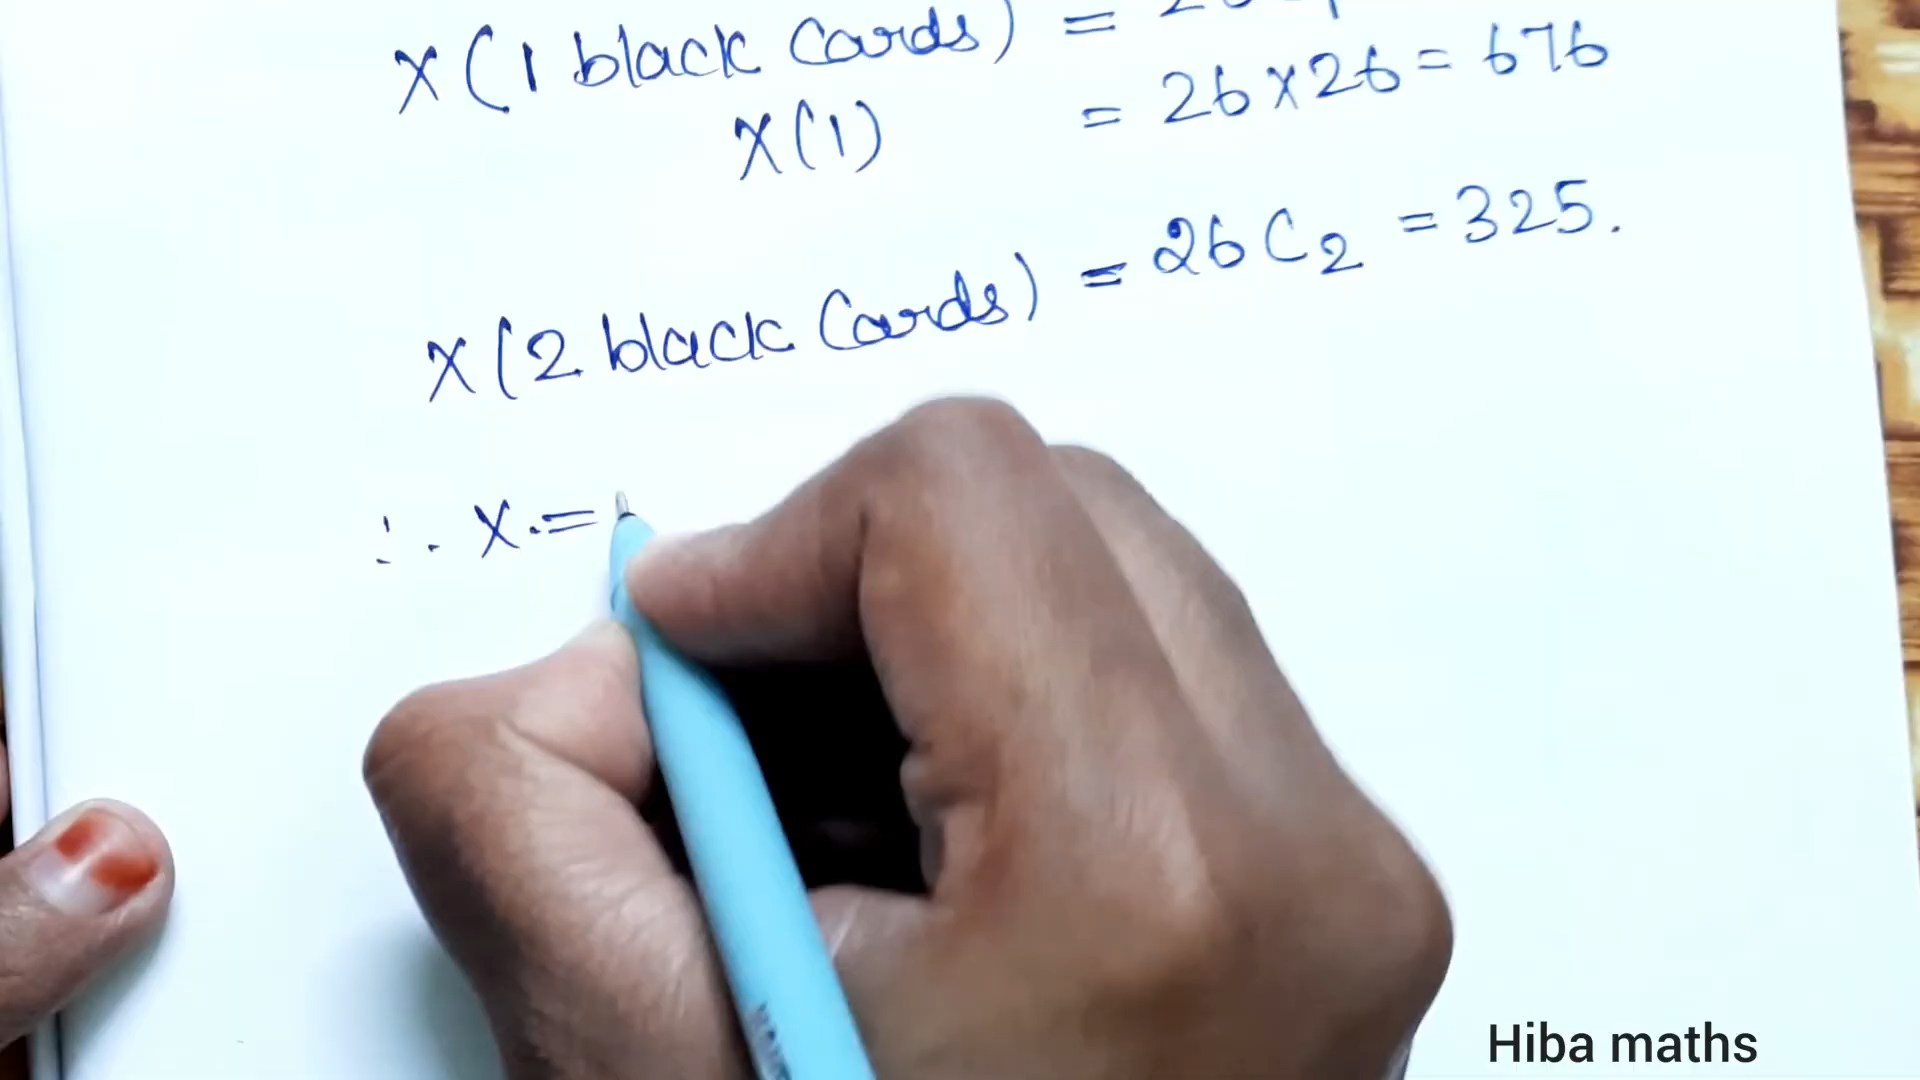 X(1 black Cards) =
X(1) = 26×26 = 676
X(2 black Cards) = 26C2 = 325.
∴ X. =
Hiba maths